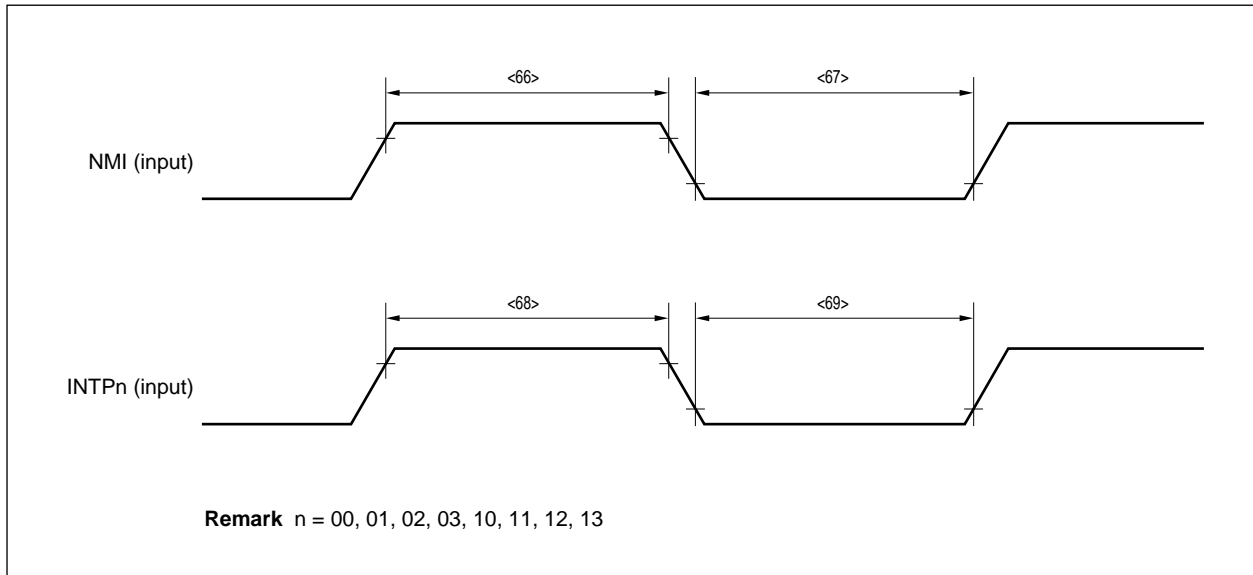 <66> <67>
NMI (input)
<68> <69>
INTPn (input)
Remark n = 00, 01, 02, 03, 10, 11, 12, 13